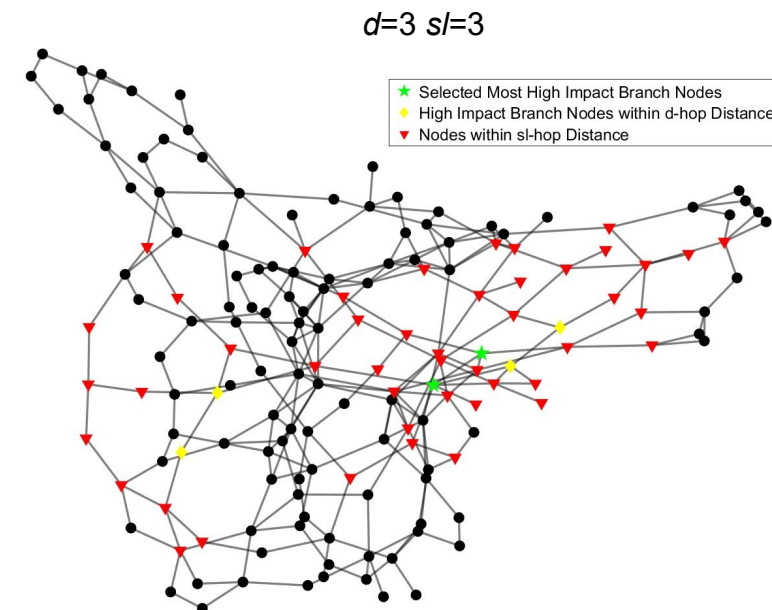 d=3 sl=3
Selected Most High Impact Branch Nodes
High Impact Branch Nodes within d-hop Distance
Nodes within sl-hop Distance